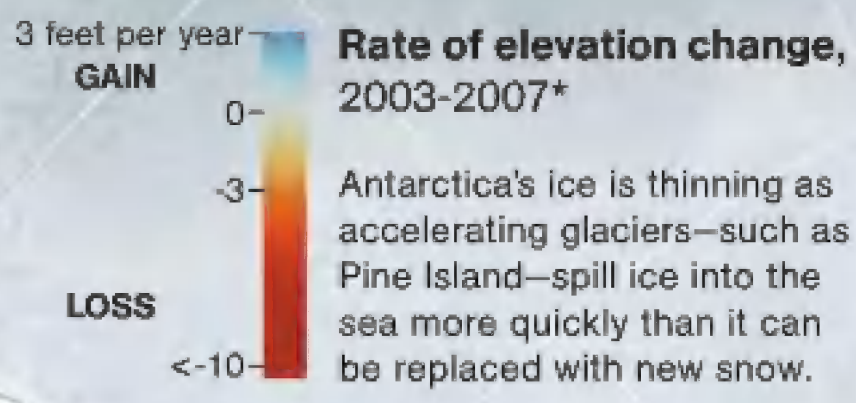 3 feet per year
GAIN
0
-3
LOSS
<-10
Rate of elevation change,
2003-2007*
Antarctica's ice is thinning as
accelerating glaciers—such as
Pine Island—spill ice into the
sea more quickly than it can
be replaced with new snow.